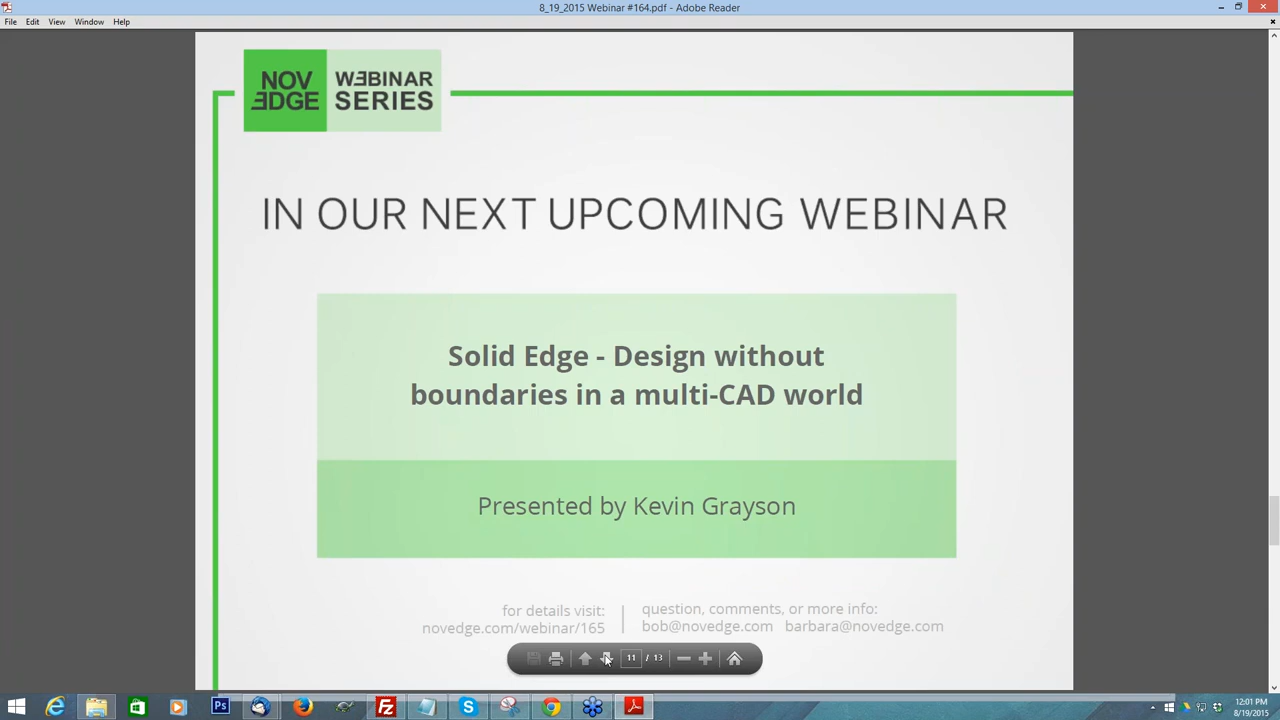 8_19_2015 Webinar #164.pdf - Adobe Reader
File Edit View Window Help
NOV
EDGE
WEBINAR
SERIES
IN OUR NEXT UPCOMING WEBINAR
Solid Edge - Design without
boundaries in a multi-CAD world
Presented by Kevin Grayson
for details visit:
novedge.com/webinar/165
question, comments, or more info:
bob@novedge.com barbara@novedge.com
11 / 13
Ps
Fz
12:01 PM
8/19/2015